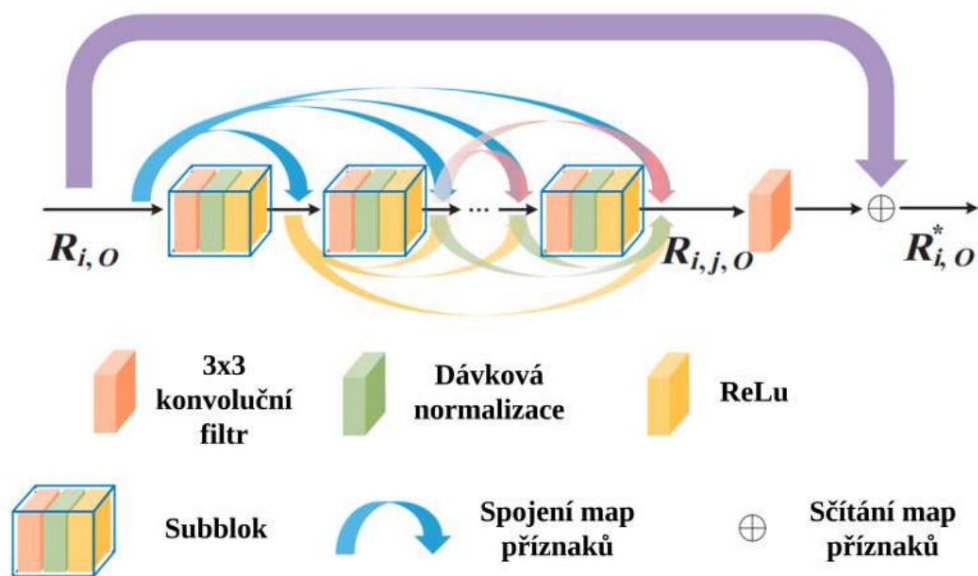 R_{i, O}
...
R_{i, j, O}
R^*_{i, O}
3x3
konvoluční
filtr
Dávková
normalizace
ReLu
Subblok
Spojení map
příznaků
Sčítání map
příznaků